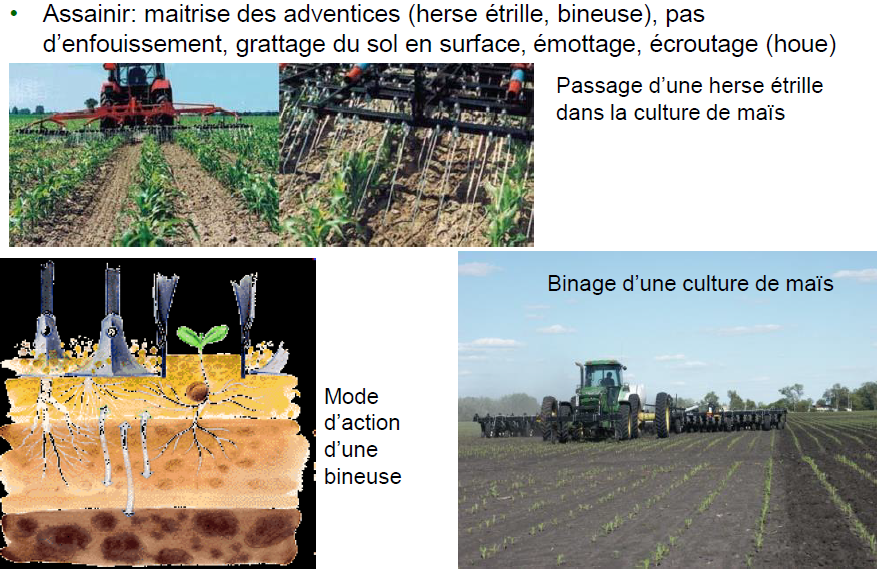 • Assainir: maitrise des adventices (herse étrille, bineuse), pas
d’enfouissement, grattage du sol en surface, émottage, écroutage (houe)
Passage d’une herse étrille
dans la culture de maïs
Binage d’une culture de maïs
Mode
d’action
d’une
bineuse